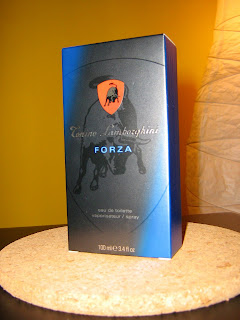 Tonino Lamborghini
FORZA
eau de toilette
vaporisateur / spray
100 ml ℮ 3.4 fl oz